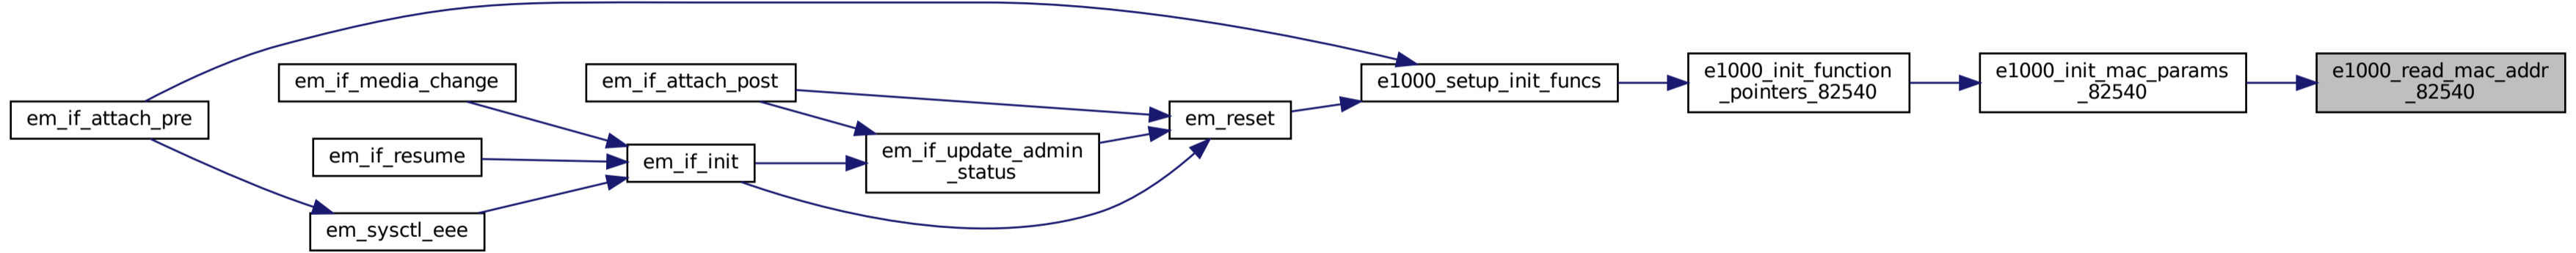 em_if_attach_pre
em_if_media_change
em_if_resume
em_sysctl_eee
em_if_attach_post
em_if_init
em_if_update_admin
_status
em_reset
e1000_setup_init_funcs
e1000_init_function
_pointers_82540
e1000_init_mac_params
_82540
e1000_read_mac_addr
_82540